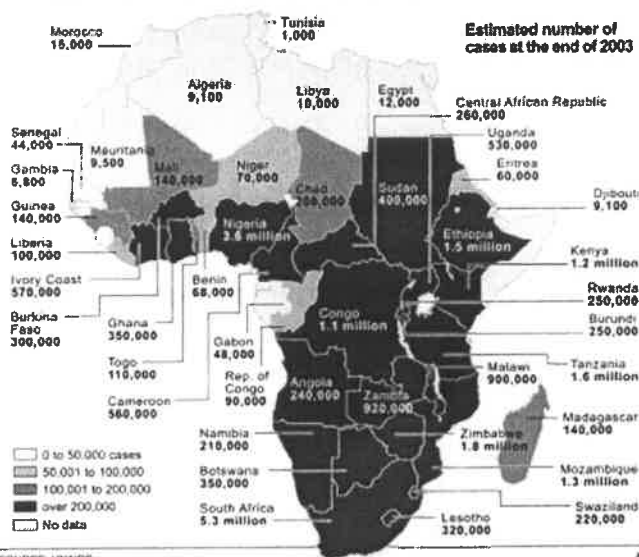 Morocco
15,000
Tunisia
1,000
Estimated number of
cases at the end of 2003
Algeria
9,100
Libya
10,000
Egypt
12,000
Central African Republic
260,000
Uganda
530,000
Eritrea
60,000
Senegal
44,000
Mauritania
9,500
Mali
140,000
Niger
70,000
Chad
200,000
Sudan
400,000
Djibouti
9,100
Gambia
6,800
Guinea
140,000
Nigeria
3.6 million
Ethiopia
1.5 million
Liberia
100,000
Kenya
1.2 million
Ivory Coast
570,000
Benin
68,000
Rwanda
250,000
Burkina
Faso
300,000
Ghana
350,000
Congo
1.1 million
Burundi
250,000
Togo
110,000
Gabon
48,000
Rep. of
Congo
90,000
Malawi
900,000
Tanzania
1.6 million
Cameroon
560,000
Angola
240,000
Zambia
920,000
Madagascar
140,000
Namibia
210,000
Zimbabwe
1.8 million
Botswana
350,000
Mozambique
1.3 million
South Africa
5.3 million
Swaziland
220,000
Lesotho
320,000
0 to 50,000 cases
50,001 to 100,000
100,001 to 200,000
over 200,000
No data